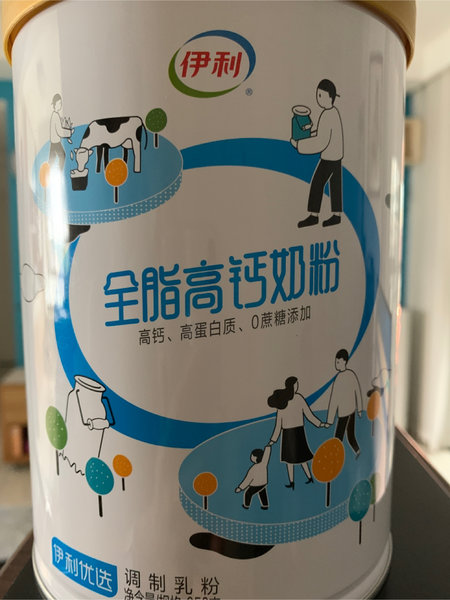 伊利
®
全脂高钙奶粉
高钙、高蛋白质、0蔗糖添加
伊利优选
调制乳粉